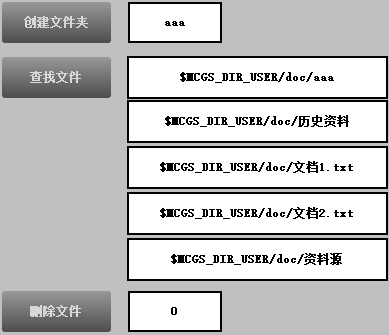 创建文件夹 aaa
查找文件 $MCGS_DIR_USER/doc/aaa
$MCGS_DIR_USER/doc/历史资料
$MCGS_DIR_USER/doc/文档1.txt
$MCGS_DIR_USER/doc/文档2.txt
$MCGS_DIR_USER/doc/资料源
删除文件 0